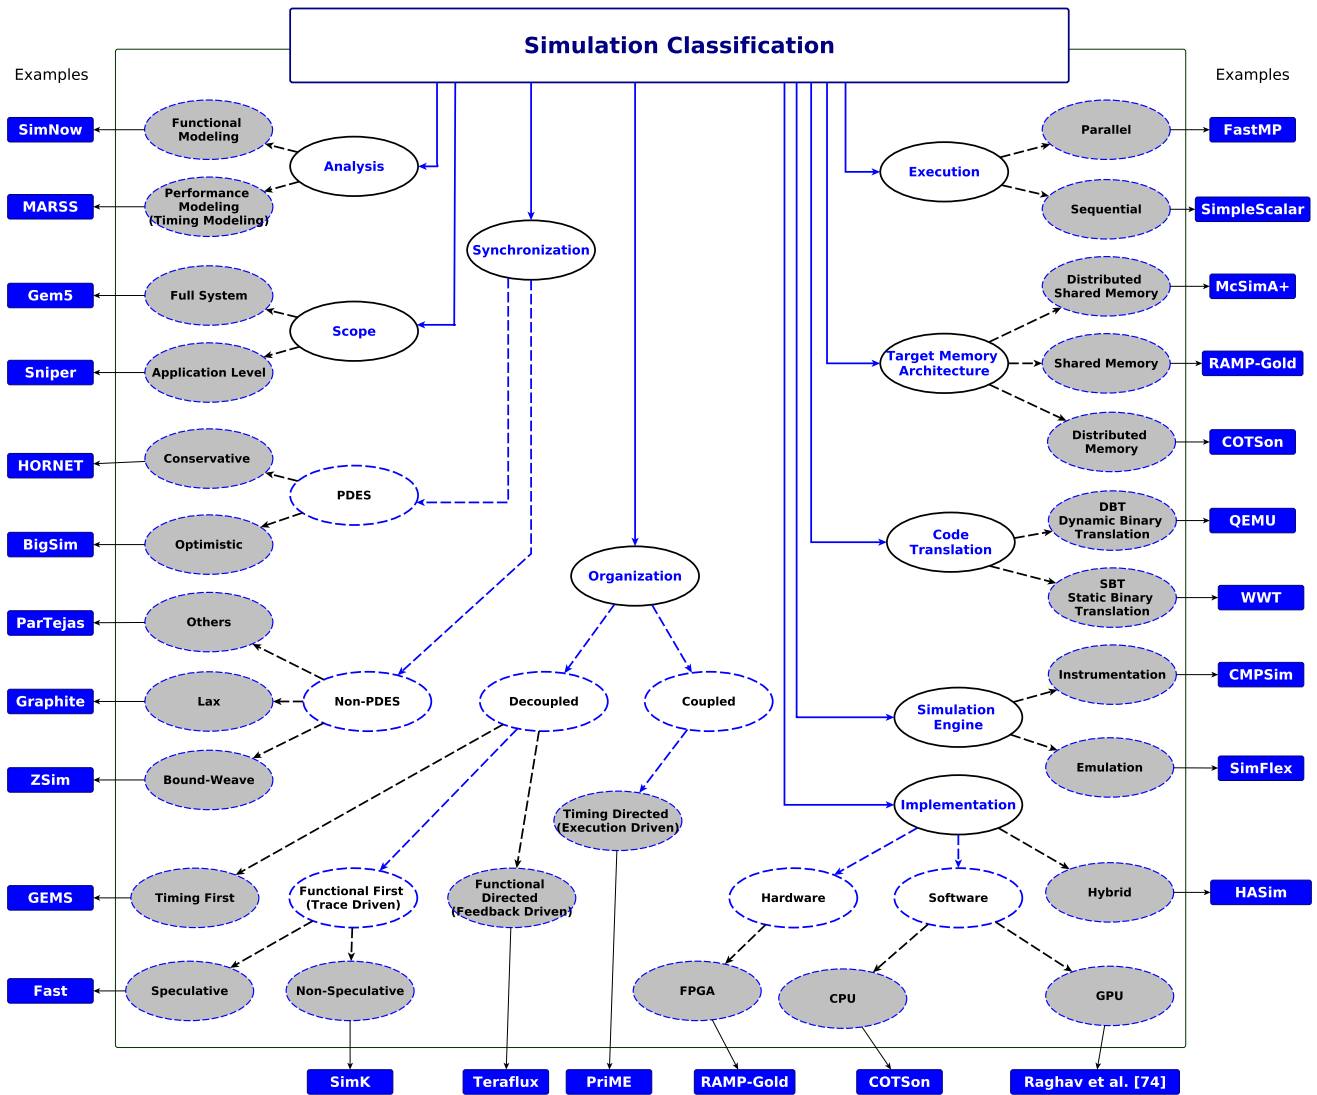 Simulation Classification
Examples
Examples
SimNow
Functional
Modeling
Analysis
MARSS
Performance
Modeling
(Timing Modeling)
Synchronization
Gem5
Full System
Scope
Sniper
Application Level
HORNET
Conservative
PDES
BigSim
Optimistic
ParTejas
Others
Graphite
Lax
Non-PDES
ZSim
Bound-Weave
Organization
Decoupled
Coupled
Timing Directed
(Execution Driven)
GEMS
Timing First
Functional First
(Trace Driven)
Functional
Directed
(Feedback Driven)
Fast
Speculative
Non-Speculative
Execution
Parallel
FastMP
Sequential
SimpleScalar
Target Memory
Architecture
Distributed
Shared Memory
McSimA+
Shared Memory
RAMP-Gold
Distributed
Memory
COTSon
Code
Translation
DBT
Dynamic Binary
Translation
QEMU
SBT
Static Binary
Translation
WWT
Simulation
Engine
Instrumentation
CMPSim
Emulation
SimFlex
Implementation
Hardware
Software
Hybrid
HASim
FPGA
CPU
GPU
SimK
Teraflux
PriME
RAMP-Gold
COTSon
Raghav et al. [74]